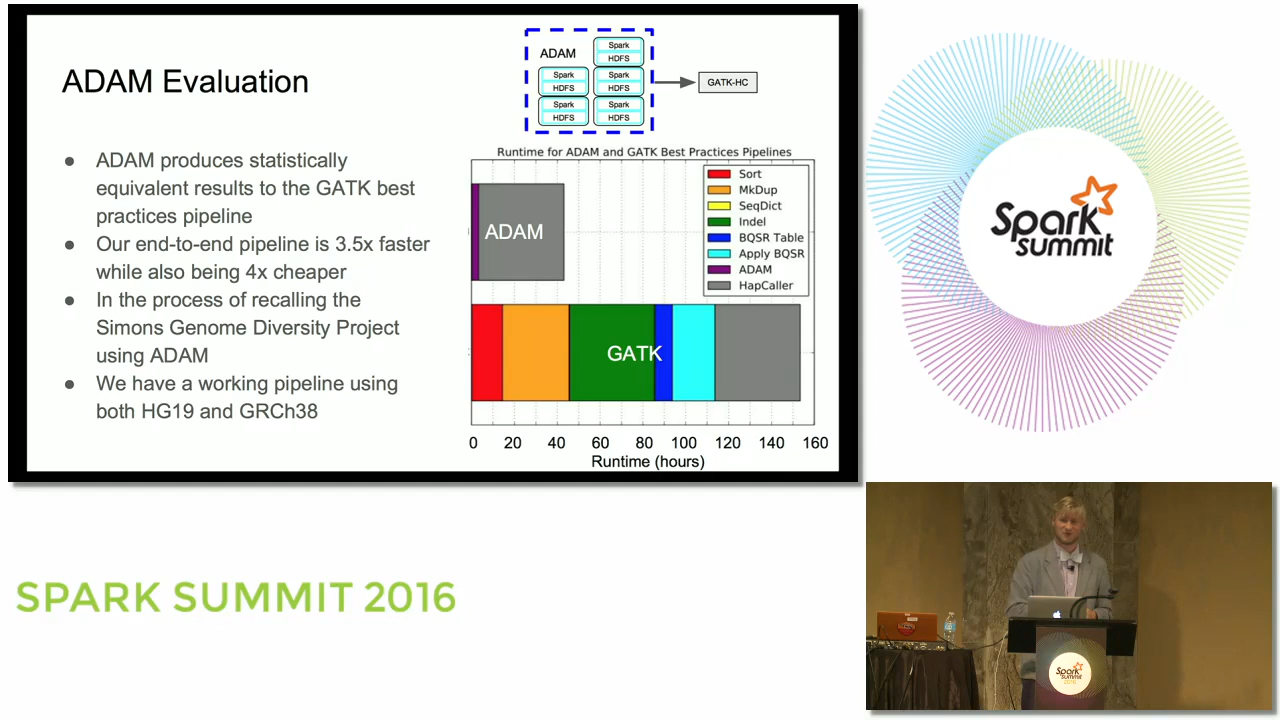 ADAM Evaluation
● ADAM produces statistically
equivalent results to the GATK best
practices pipeline
● Our end-to-end pipeline is 3.5x faster
while also being 4x cheaper
● In the process of recalling the
Simons Genome Diversity Project
using ADAM
● We have a working pipeline using
both HG19 and GRCh38
ADAM
Spark
HDFS
Spark
HDFS
Spark
HDFS
Spark
HDFS
Spark
HDFS
GATK-HC
Runtime for ADAM and GATK Best Practices Pipelines
Sort
MkDup
SeqDict
Indel
BQSR Table
Apply BQSR
ADAM
HapCaller
ADAM
GATK
0 20 40 60 80 100 120 140 160
Runtime (hours)
Spark
summit
SPARK SUMMIT 2016
Spark
summit
2016